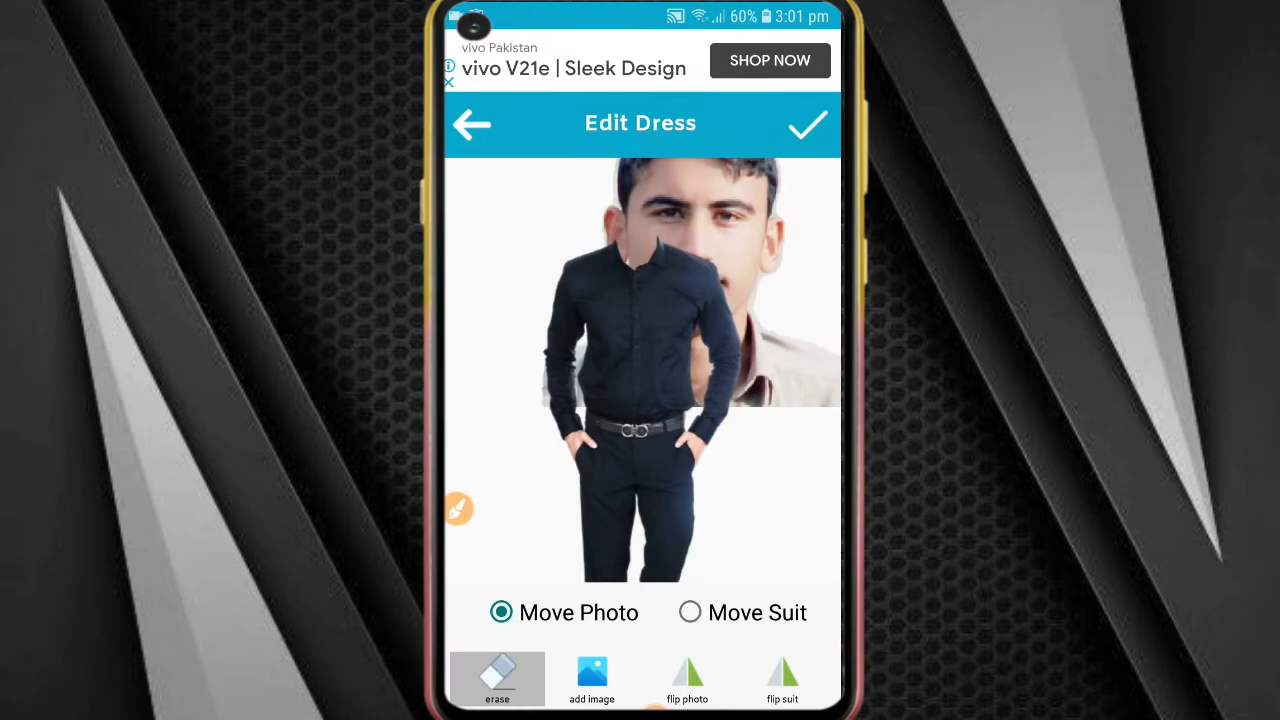 60% 3:01 pm
vivo Pakistan
vivo V21e | Sleek Design
SHOP NOW
Edit Dress
Move Photo
Move Suit
erase
add image
flip photo
flip suit